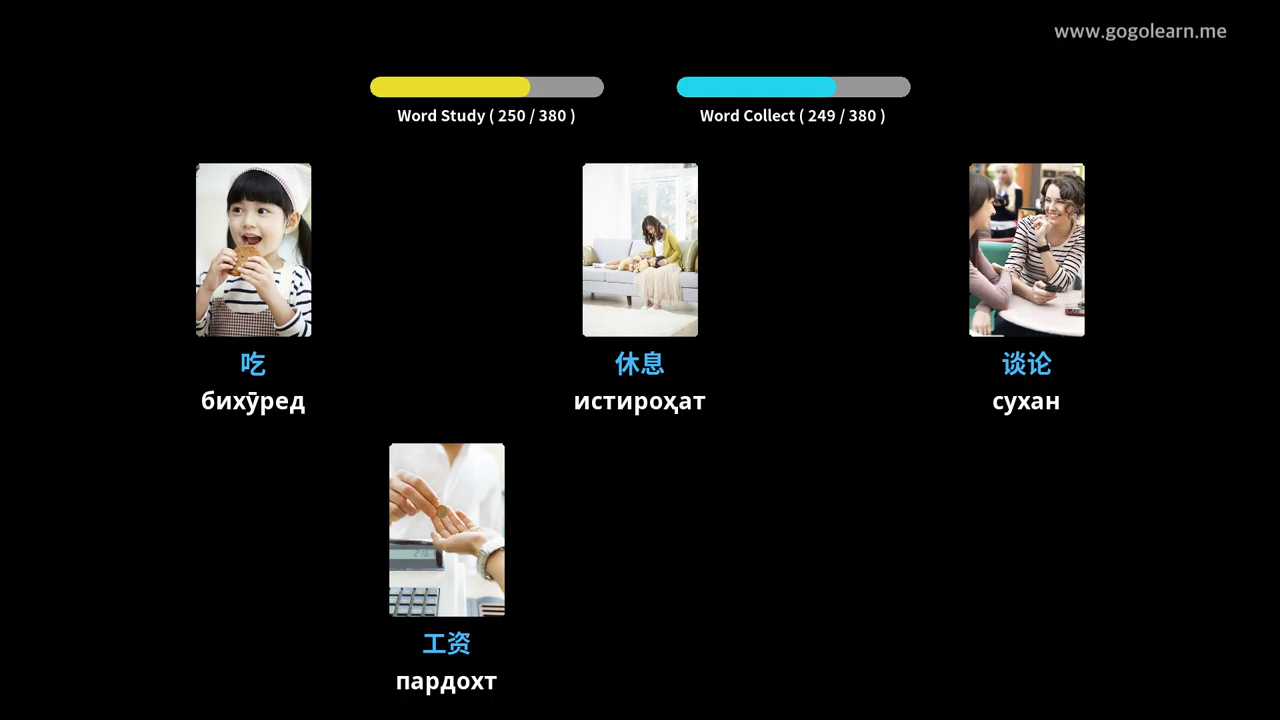 www.gogolearn.me
Word Study ( 250 / 380 )
Word Collect ( 249 / 380 )
吃
бихӯред
休息
истироҳат
谈论
сухан
工资
пардохт